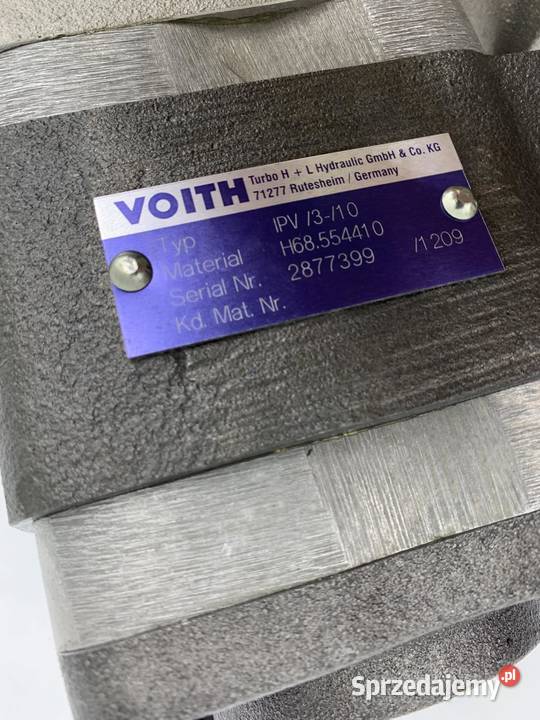 VOITH Turbo H + L Hydraulic GmbH & Co. KG
71277 Rutesheim / Germany
Typ IPV /3-/10
Material H68.554410
Serial Nr. 2877399 /1209
Kd. Mat. Nr.
Sprzedajemy.pl